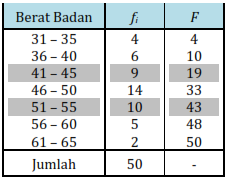 Berat Badan fᵢ F
31 – 35 4 4
36 – 40 6 10
41 – 45 9 19
46 – 50 14 33
51 – 55 10 43
56 – 60 5 48
61 – 65 2 50
Jumlah 50 -